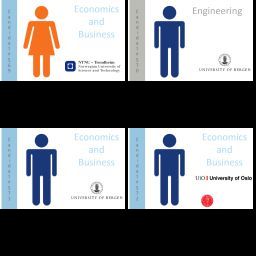 Economics
and
Business
NTNU – Trondheim
Norwegian University of
Science and Technology
Engineering
UNIVERSITY OF BERGEN
Economics
and
Business
UNIVERSITY OF BERGEN
Economics
and
Business
UiO University of Oslo